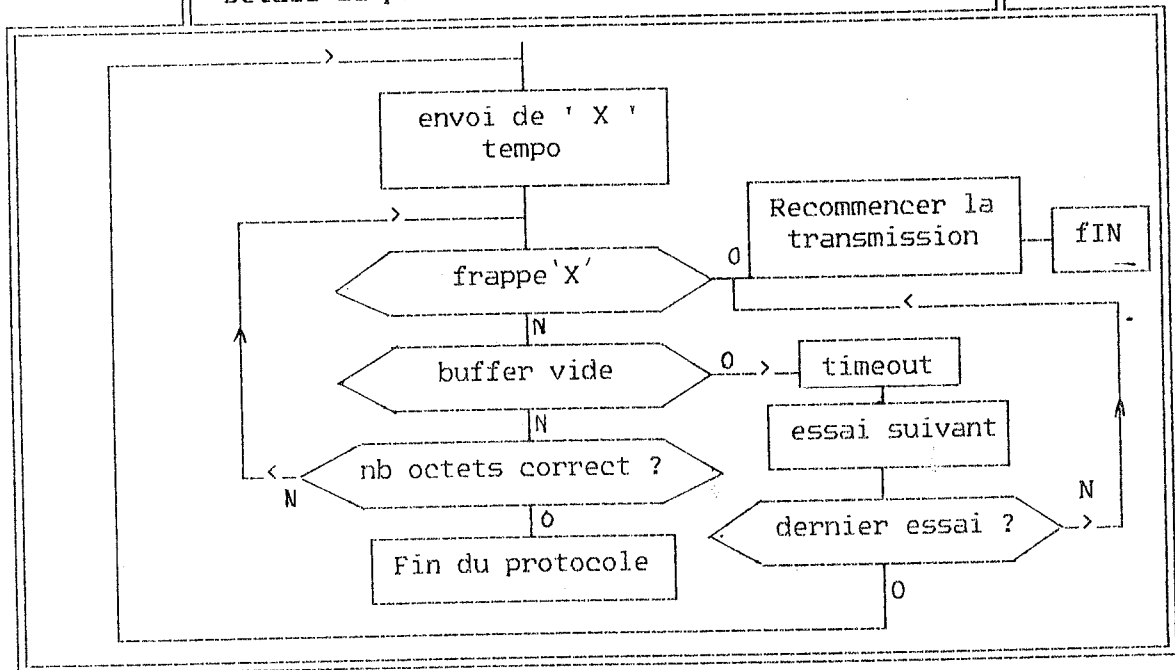 envoi de ' X '
tempo
Recommencer la
transmission
fIN
O
frappe 'X'
N
buffer vide
O
timeout
N
essai suivant
nb octets correct ?
N
O
dernier essai ?
N
Fin du protocole
O